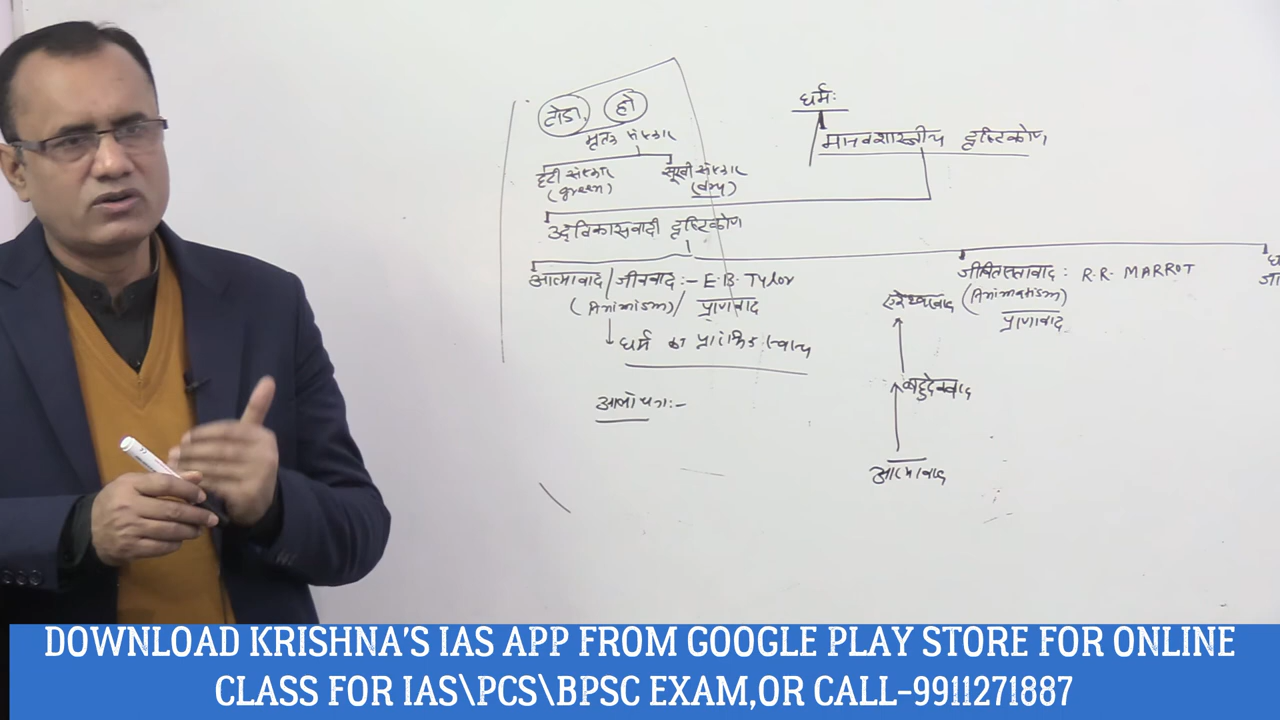 धर्म:
मानवशास्त्रीय दृष्टिकोण
टोडा, हो
मृतक संस्कार
हरी संस्कार सूखी संस्कार
(green)
उद्विकासवादी दृष्टिकोण
आत्मावाद / जीववाद :- E.B. Tylor
(Animism) / प्राणवाद
धर्म का प्रारंभिक स्वरूप
आलोचना:-
जीवितसत्तावाद : R.R. MARROT
(Animatism)
प्राणवाद
एकेश्वरवाद
बहुदेववाद
आत्मावाद
DOWNLOAD KRISHNA'S IAS APP FROM GOOGLE PLAY STORE FOR ONLINE
CLASS FOR IAS\PCS\BPSC EXAM,OR CALL-9911271887